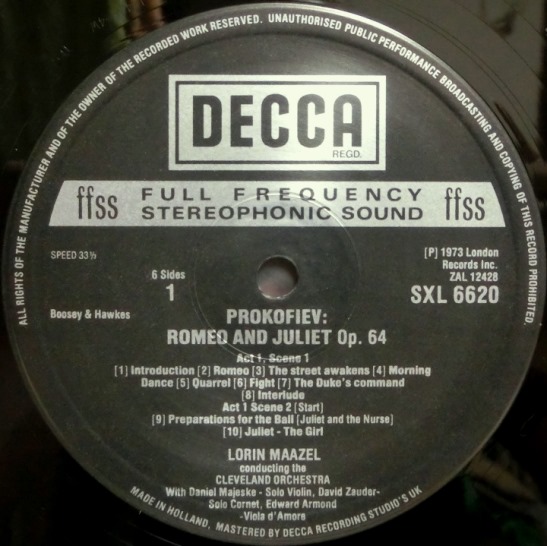 ALL RIGHTS OF THE MANUFACTURER AND OF THE OWNER OF THE RECORDED WORK RESERVED. UNAUTHORISED PUBLIC PERFORMANCE BROADCASTING AND COPYING OF THIS RECORD PROHIBITED.
DECCA
REGD.
ffss FULL FREQUENCY STEREOPHONIC SOUND ffss
SPEED 33⅓
[P] 1973 London
Records Inc.
ZAL 12428
SXL 6620
6 Sides
1
Boosey & Hawkes
PROKOFIEV:
ROMEO AND JULIET Op. 64
Act 1, Scene 1
[1] Introduction [2] Romeo [3] The street awakens [4] Morning
Dance [5] Quarrel [6] Fight [7] The Duke's command
[8] Interlude
Act 1 Scene 2 [Start]
[9] Preparations for the Ball [Juliet and the Nurse]
[10] Juliet - The Girl
LORIN MAAZEL
conducting the
CLEVELAND ORCHESTRA
With Daniel Majeske - Solo Violin, David Zauder-
Solo Cornet, Edward Armond
-Viola d'Amore
MADE IN HOLLAND, MASTERED BY DECCA RECORDING STUDIO'S UK